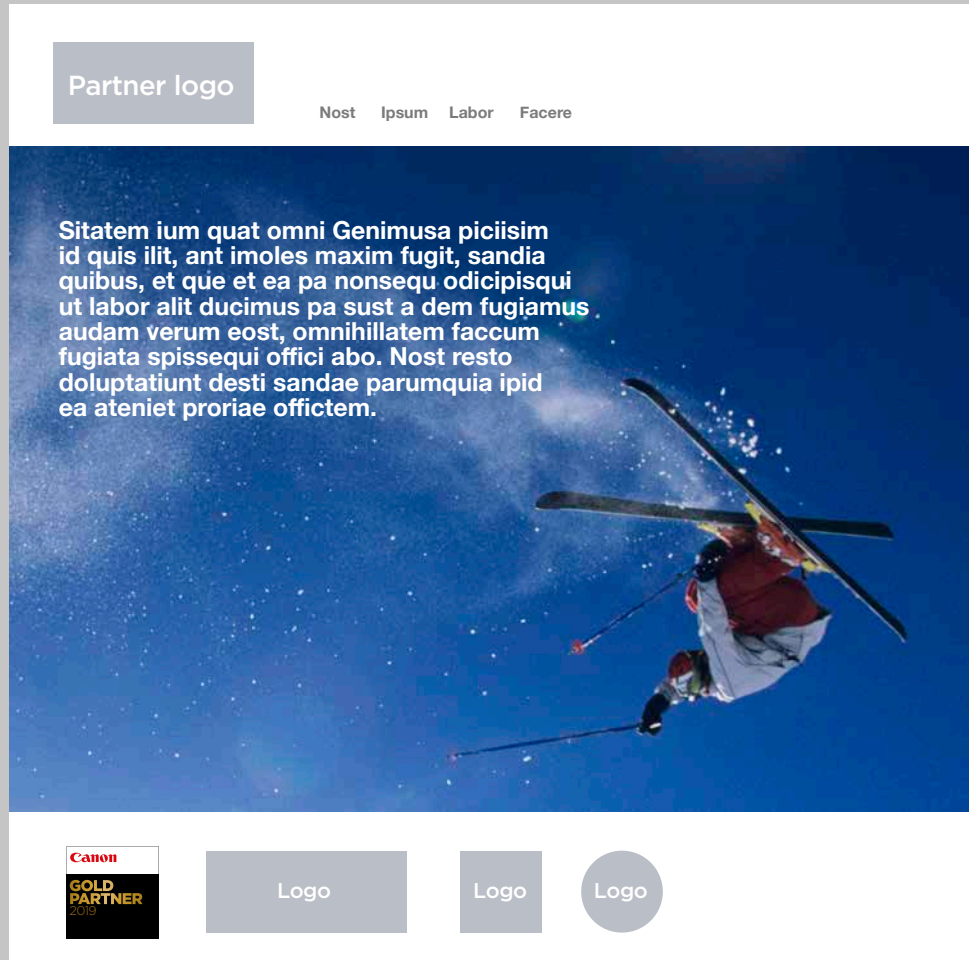 Partner logo
Nost Ipsum Labor Facere
Sitatem ium quat omni Genimusa piciisim
id quis ilit, ant imoles maxim fugit, sandia
quibus, et que et ea pa nonsequ odicipisqui
ut labor alit ducimus pa sust a dem fugiamus
audam verum eost, omnihillatem faccum
fugiata spissequi offici abo. Nost resto
doluptatiunt desti sandae parumquia ipid
ea ateniet proriae offictem.
Canon
GOLD
PARTNER
2019
Logo
Logo
Logo